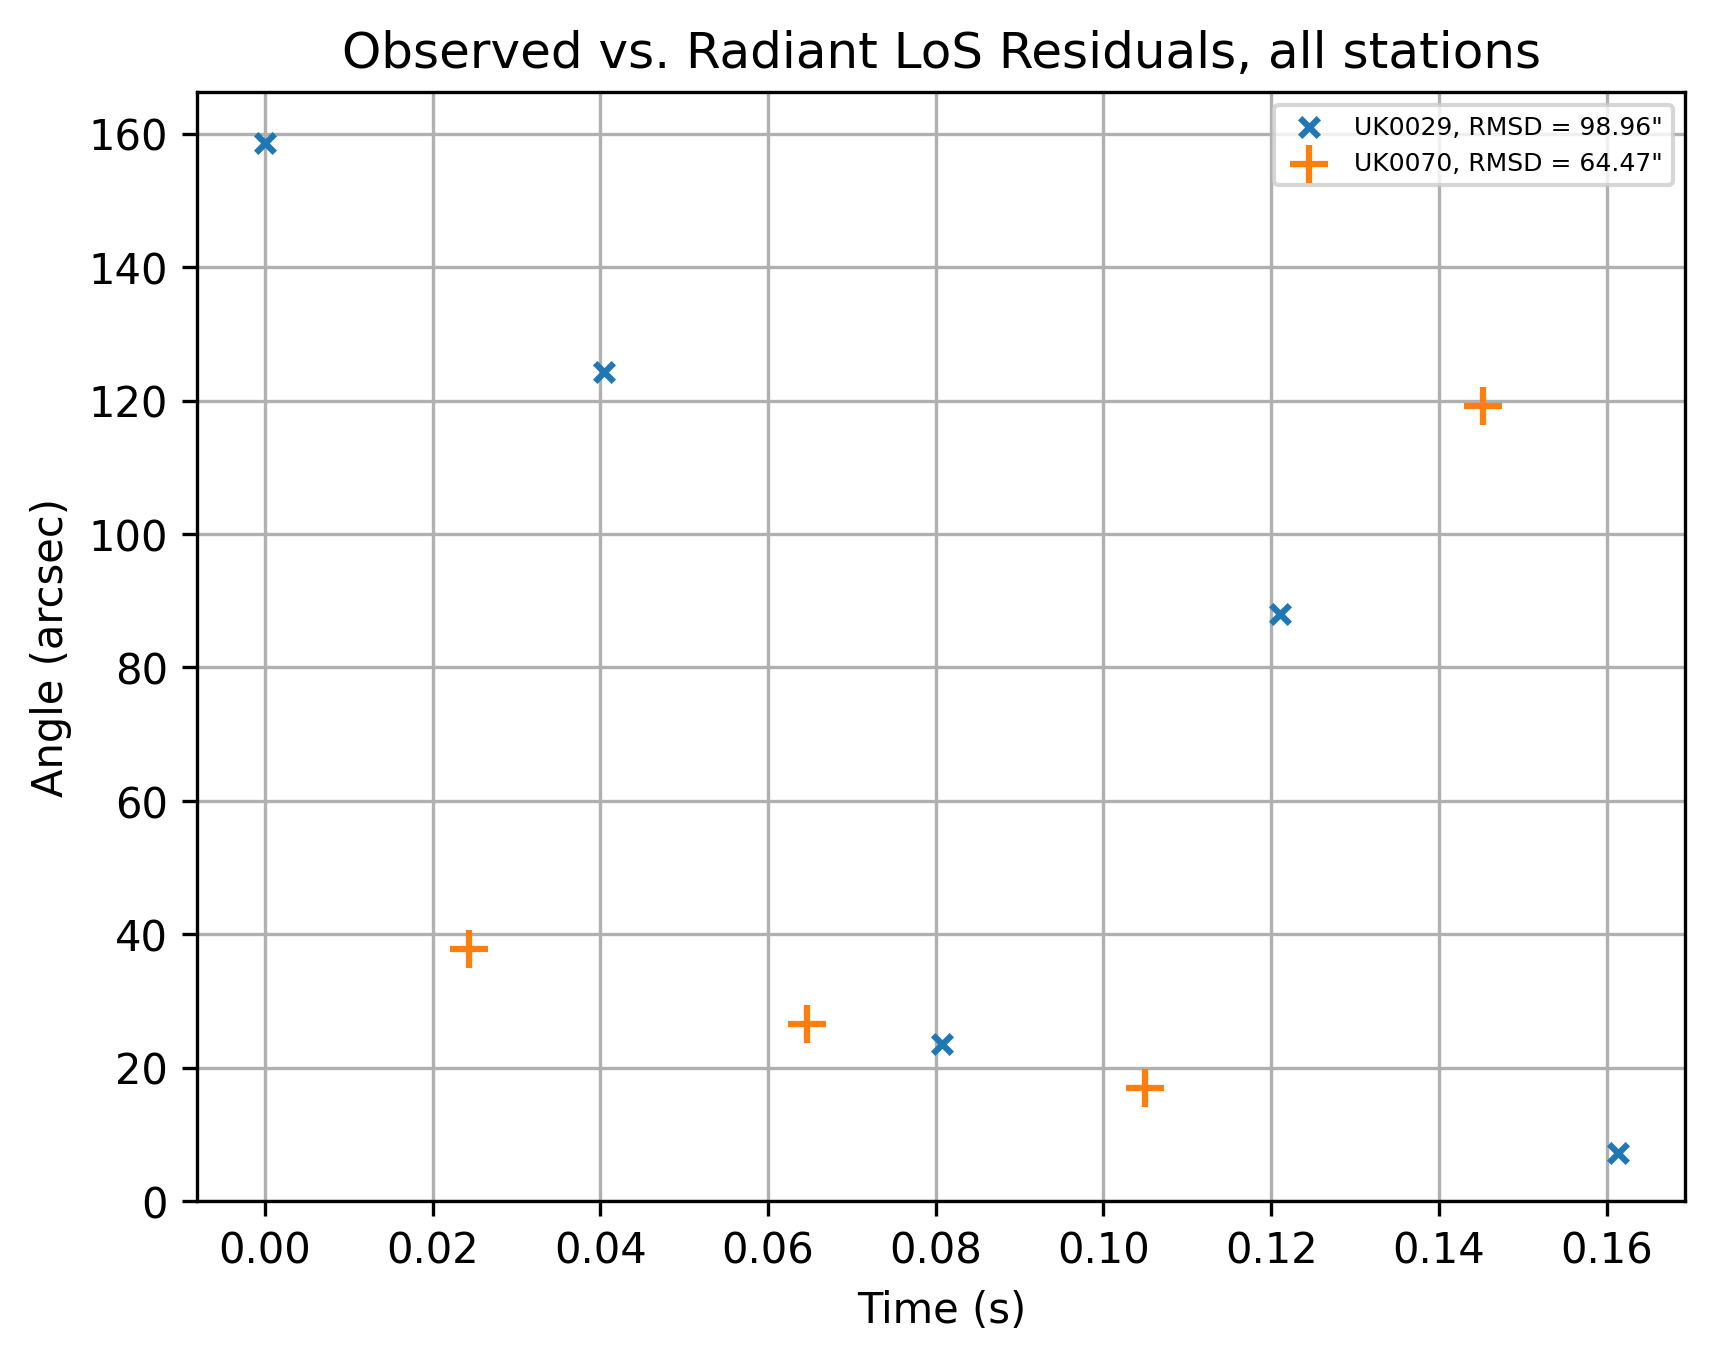 Observed vs. Radiant LoS Residuals, all stations
UK0029, RMSD = 98.96"
UK0070, RMSD = 64.47"
Angle (arcsec)
160
140
120
100
80
60
40
20
0
0.00 0.02 0.04 0.06 0.08 0.10 0.12 0.14 0.16
Time (s)